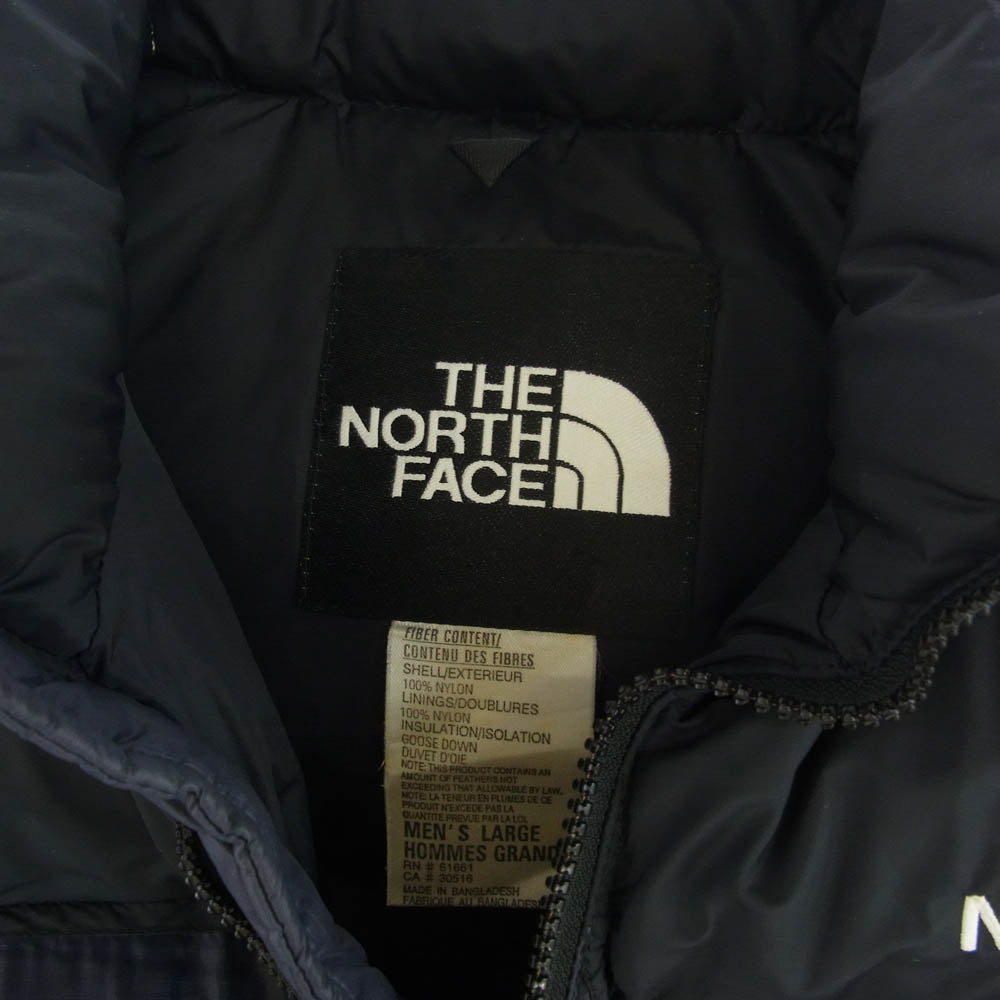 THE
NORTH
FACE
FIBER CONTENT/
CONTENU DES FIBRES
SHELL/EXTERIEUR
100% NYLON
LININGS/DOUBLURES
100% NYLON
INSULATION/ISOLATION
GOOSE DOWN
DUVET D'OIE
NOTE: THIS PRODUCT CONTAINS AN
AMOUNT OF FEATHERS NOT
EXCEEDING THAT ALLOWABLE BY LAW.
NOTE: LA TENEUR EN PLUMES DE CE
PRODUIT N'EXCEDE PAS LA
QUANTITE PREVUE PAR LA LOI.
MEN'S LARGE
HOMMES GRAND
RN # 61661
CA # 30516
MADE IN BANGLADESH
FABRIQUE AU BANGLADES
N